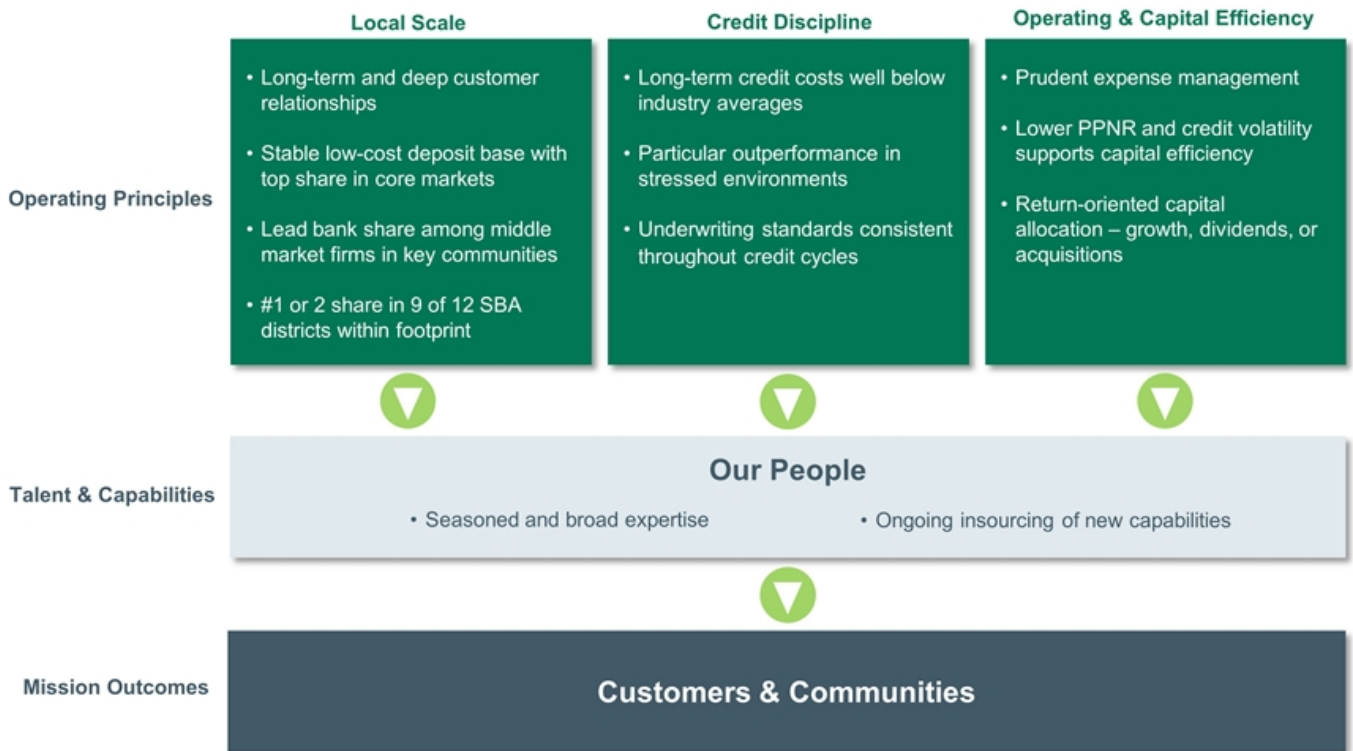 Local Scale
Credit Discipline
Operating & Capital Efficiency
Operating Principles
• Long-term and deep customer
relationships
• Stable low-cost deposit base with
top share in core markets
• Lead bank share among middle
market firms in key communities
• #1 or 2 share in 9 of 12 SBA
districts within footprint
• Long-term credit costs well below
industry averages
• Particular outperformance in
stressed environments
• Underwriting standards consistent
throughout credit cycles
• Prudent expense management
• Lower PPNR and credit volatility
supports capital efficiency
• Return-oriented capital
allocation – growth, dividends, or
acquisitions
Talent & Capabilities
Our People
• Seasoned and broad expertise
• Ongoing insourcing of new capabilities
Mission Outcomes
Customers & Communities